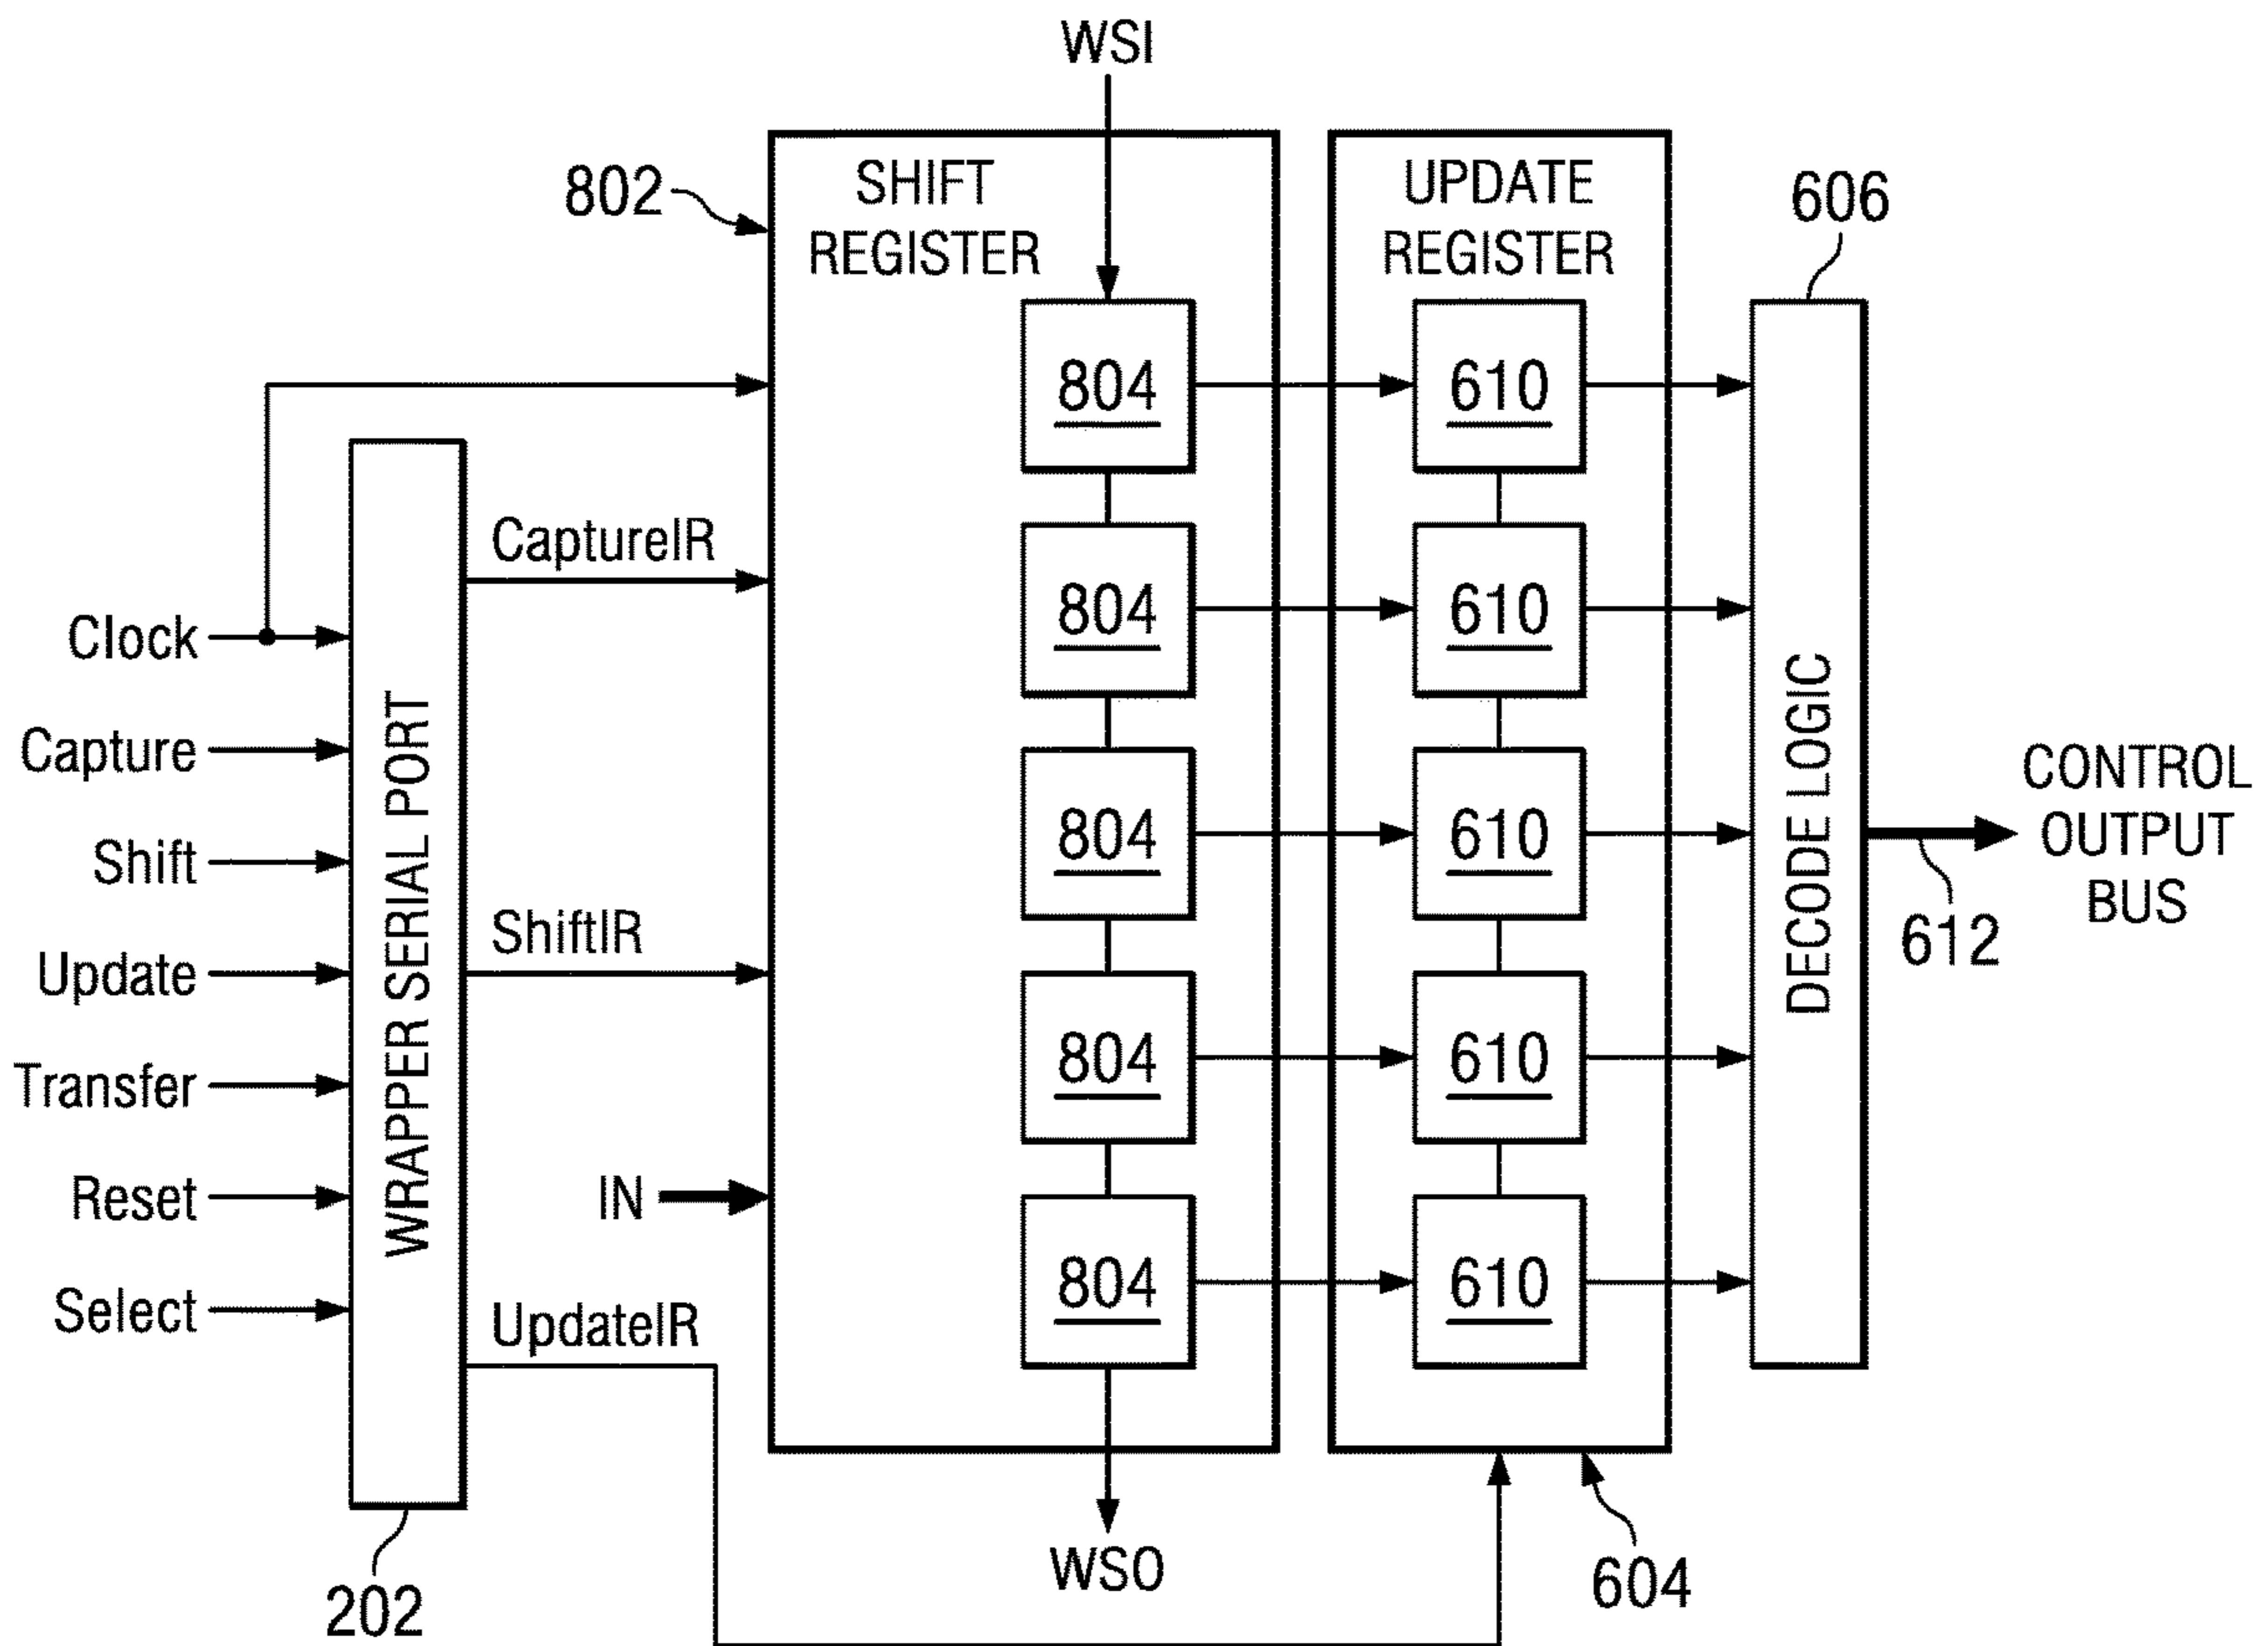 WSI
802
SHIFT
REGISTER
UPDATE
REGISTER
606
804
610
804
610
804
610
804
610
804
610
Clock
Capture
Shift
Update
Transfer
Reset
Select
WRAPPER SERIAL PORT
CaptureIR
ShiftIR
IN
UpdateIR
DECODE LOGIC
CONTROL
OUTPUT
BUS
612
WSO
202
604